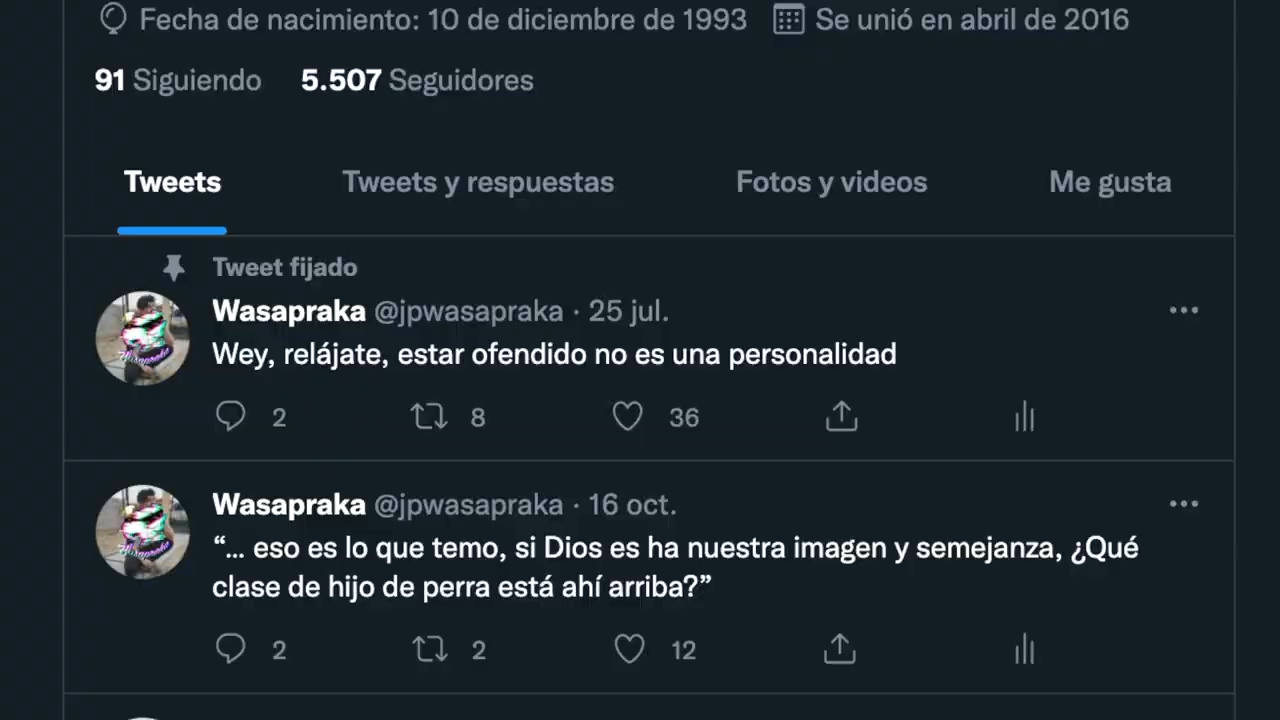 Fecha de nacimiento: 10 de diciembre de 1993 Se unió en abril de 2016
91 Siguiendo 5.507 Seguidores
Tweets Tweets y respuestas Fotos y videos Me gusta
Tweet fijado
Wasapraka @jpwasapraka · 25 jul.
Wey, relájate, estar ofendido no es una personalidad
2 8 36
Wasapraka @jpwasapraka · 16 oct.
“... eso es lo que temo, si Dios es ha nuestra imagen y semejanza, ¿Qué
clase de hijo de perra está ahí arriba?”
2 2 12